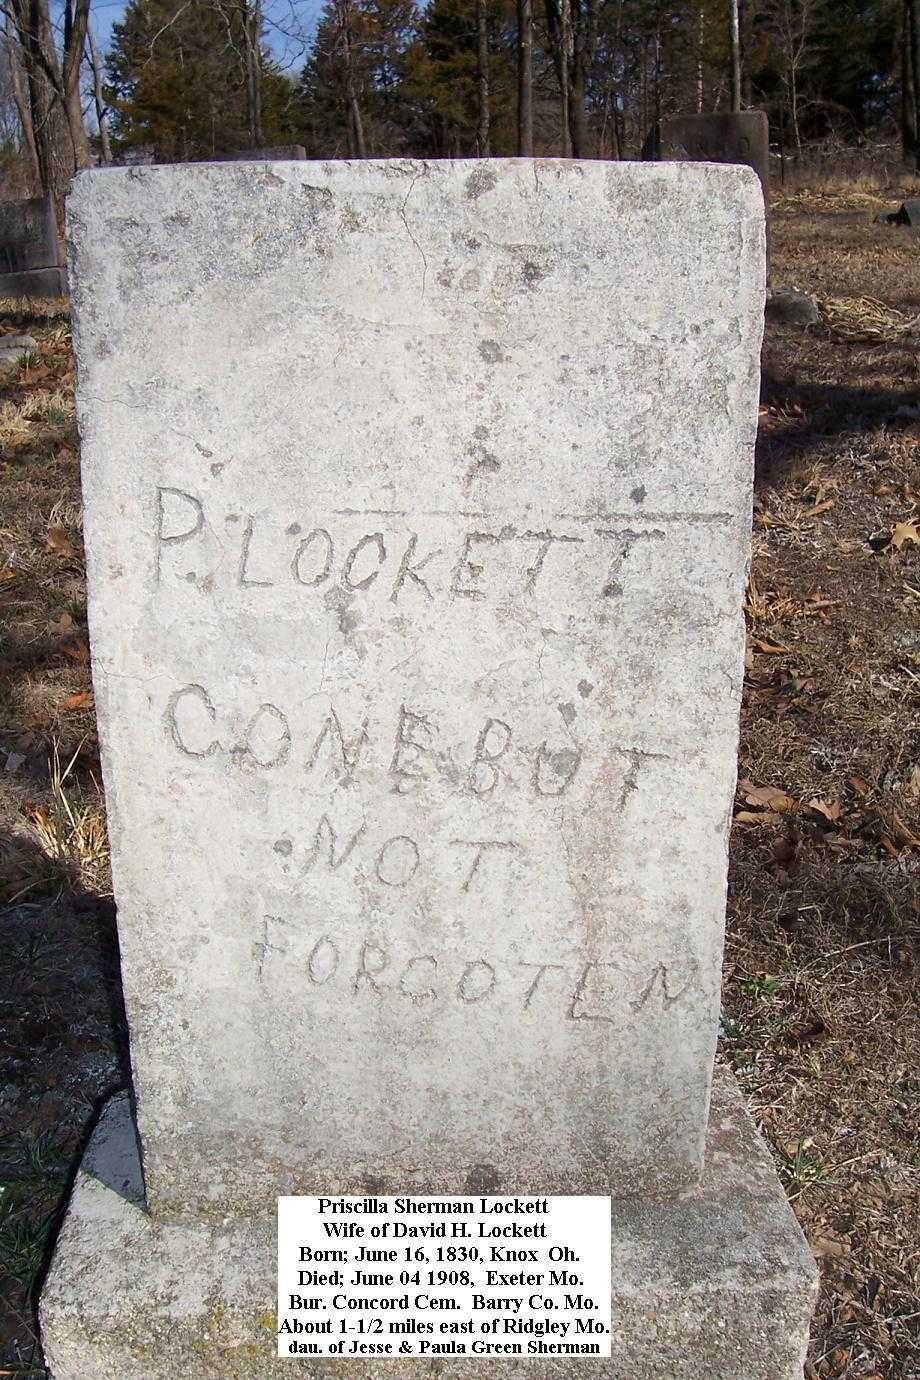 P. LOCKETT
GONE BUT
NOT
FORGOTEN
Priscilla Sherman Lockett
Wife of David H. Lockett
Born; June 16, 1830, Knox Oh.
Died; June 04 1908, Exeter Mo.
Bur. Concord Cem. Barry Co. Mo.
About 1-1/2 miles east of Ridgley Mo.
dau. of Jesse & Paula Green Sherman